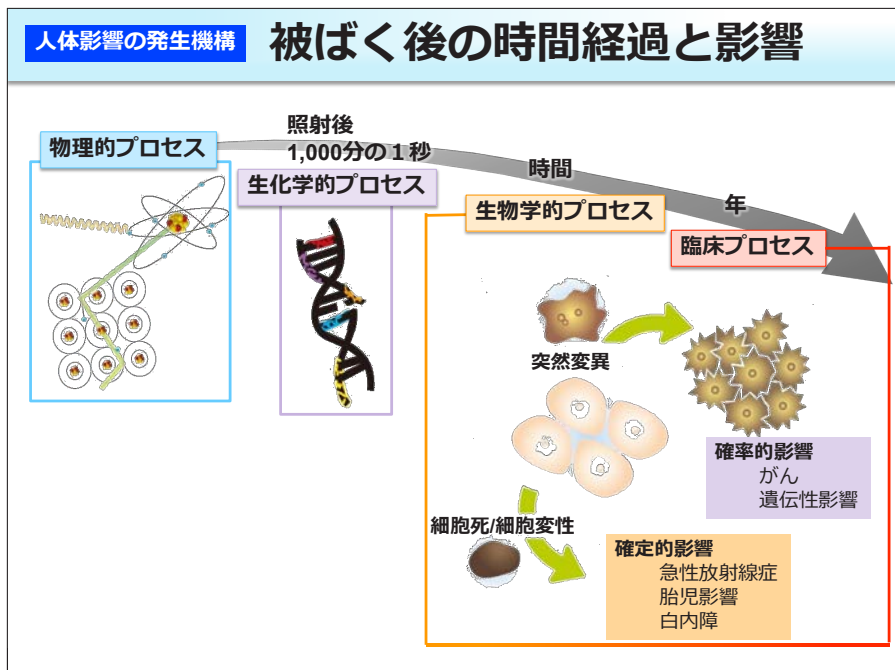 人体影響の発生機構
被ばく後の時間経過と影響
物理的プロセス
照射後
1,000分の１秒
生化学的プロセス
時間
生物学的プロセス
年
臨床プロセス
突然変異
確率的影響
がん
遺伝性影響
細胞死/細胞変性
確定的影響
急性放射線症
胎児影響
白内障